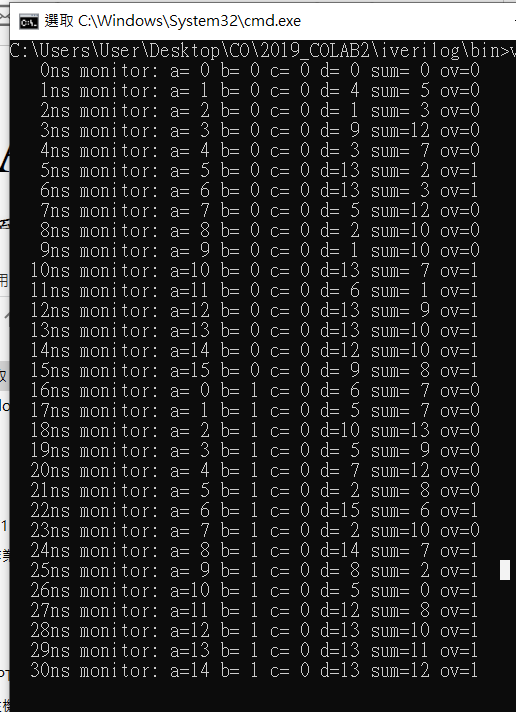 選取 C:\Windows\System32\cmd.exe
C:\Users\User\Desktop\CO\2019_COLAB2\iverilog\bin>v
0ns monitor: a= 0 b= 0 c= 0 d= 0 sum= 0 ov=0
1ns monitor: a= 1 b= 0 c= 0 d= 4 sum= 5 ov=0
2ns monitor: a= 2 b= 0 c= 0 d= 1 sum= 3 ov=0
3ns monitor: a= 3 b= 0 c= 0 d= 9 sum=12 ov=0
4ns monitor: a= 4 b= 0 c= 0 d= 3 sum= 7 ov=0
5ns monitor: a= 5 b= 0 c= 0 d=13 sum= 2 ov=1
6ns monitor: a= 6 b= 0 c= 0 d=13 sum= 3 ov=1
7ns monitor: a= 7 b= 0 c= 0 d= 5 sum=12 ov=0
8ns monitor: a= 8 b= 0 c= 0 d= 2 sum=10 ov=0
9ns monitor: a= 9 b= 0 c= 0 d= 1 sum=10 ov=0
10ns monitor: a=10 b= 0 c= 0 d=13 sum= 7 ov=1
11ns monitor: a=11 b= 0 c= 0 d= 6 sum= 1 ov=1
12ns monitor: a=12 b= 0 c= 0 d=13 sum= 9 ov=1
13ns monitor: a=13 b= 0 c= 0 d=13 sum=10 ov=1
14ns monitor: a=14 b= 0 c= 0 d=12 sum=10 ov=1
15ns monitor: a=15 b= 0 c= 0 d= 9 sum= 8 ov=1
16ns monitor: a= 0 b= 1 c= 0 d= 6 sum= 7 ov=0
17ns monitor: a= 1 b= 1 c= 0 d= 5 sum= 7 ov=0
18ns monitor: a= 2 b= 1 c= 0 d=10 sum=13 ov=0
19ns monitor: a= 3 b= 1 c= 0 d= 5 sum= 9 ov=0
20ns monitor: a= 4 b= 1 c= 0 d= 7 sum=12 ov=0
21ns monitor: a= 5 b= 1 c= 0 d= 2 sum= 8 ov=0
22ns monitor: a= 6 b= 1 c= 0 d=15 sum= 6 ov=1
23ns monitor: a= 7 b= 1 c= 0 d= 2 sum=10 ov=0
24ns monitor: a= 8 b= 1 c= 0 d=14 sum= 7 ov=1
25ns monitor: a= 9 b= 1 c= 0 d= 8 sum= 2 ov=1
26ns monitor: a=10 b= 1 c= 0 d= 5 sum= 0 ov=1
27ns monitor: a=11 b= 1 c= 0 d=12 sum= 8 ov=1
28ns monitor: a=12 b= 1 c= 0 d=13 sum=10 ov=1
29ns monitor: a=13 b= 1 c= 0 d=13 sum=11 ov=1
30ns monitor: a=14 b= 1 c= 0 d=13 sum=12 ov=1